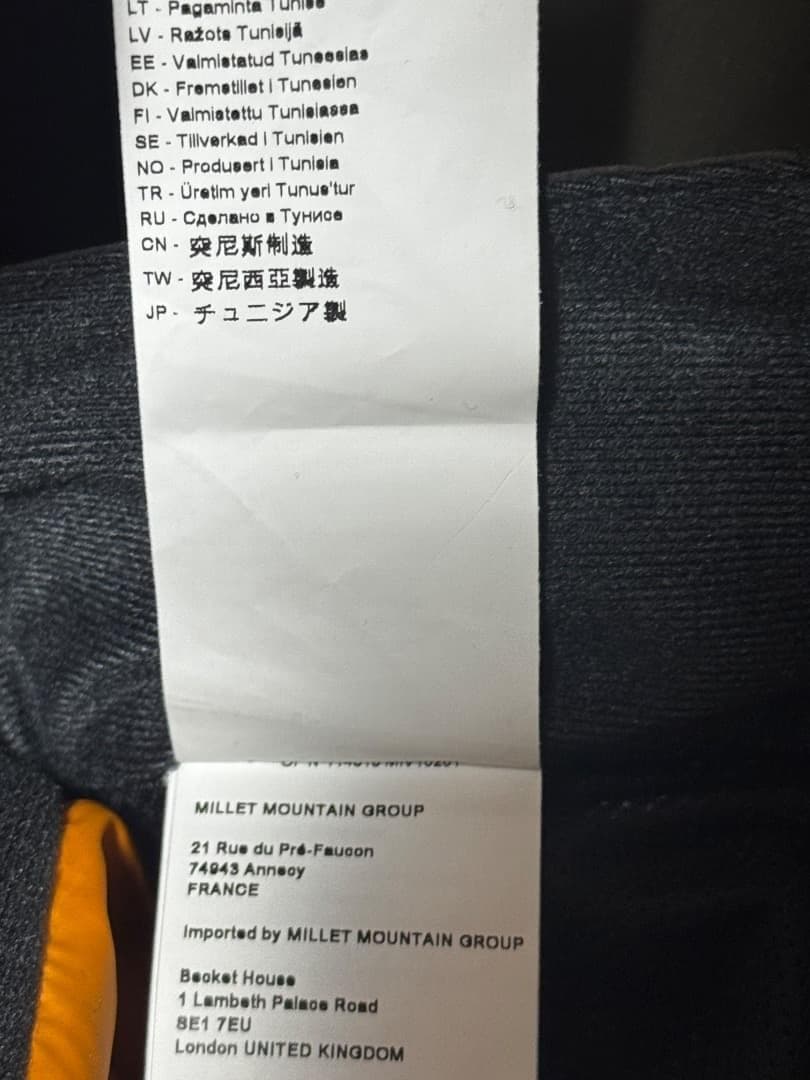 LT - Pagaminta Tunise
LV - Ražots Tunisijā
EE - Valmistatud Tuneesias
DK - Fremstillet i Tunesien
FI - Valmistettu Tunisiassa
SE - Tillverkad i Tunisien
NO - Produsert i Tunisia
TR - Üretim yeri Tunus'tur
RU - Сделано в Тунисе
CN - 突尼斯制造
TW - 突尼西亞製造
JP - チュニジア製
MILLET MOUNTAIN GROUP
21 Rue du Pré-Faucon
74943 Annecy
FRANCE
Imported by MILLET MOUNTAIN GROUP
Becket House
1 Lambeth Palace Road
SE1 7EU
London UNITED KINGDOM